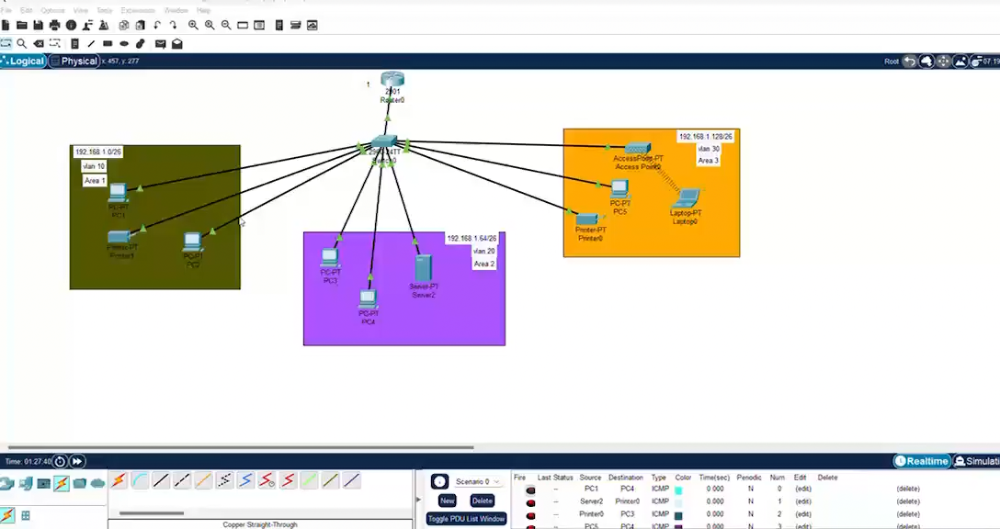 File Edit Options View Tools Extensions Window Help
Logical Physical x: 457, y: 277 Root 07:19
1
2901
Router0
Switch0
192.168.1.0/26
vlan 10
Area 1
PC-PT
PC1
Printer-PT
Printer1
PC-PT
PC2
192.168.1.64/26
vlan 20
Area 2
PC-PT
PC3
PC-PT
PC4
Server-PT
Server2
192.168.1.128/26
vlan 30
Area 3
AccessPoint-PT
Access Point0
PC-PT
PC5
Laptop-PT
Laptop0
Printer-PT
Printer0
Time: 01:27:40 Realtime Simulati
Scenario 0
New Delete
Toggle PDU List Window
Copper Straight-Through
Fire Last Status Source Destination Type Color Time(sec) Periodic Num Edit Delete
-- PC1 PC4 ICMP 0.000 N 0 (edit) (delete)
-- Server2 Printer0 ICMP 0.000 N 1 (edit) (delete)
-- Printer0 PC3 ICMP 0.000 N 2 (edit) (delete)
-- PC5 PC4 ICMP 0.000 N 3 (edit) (delete)